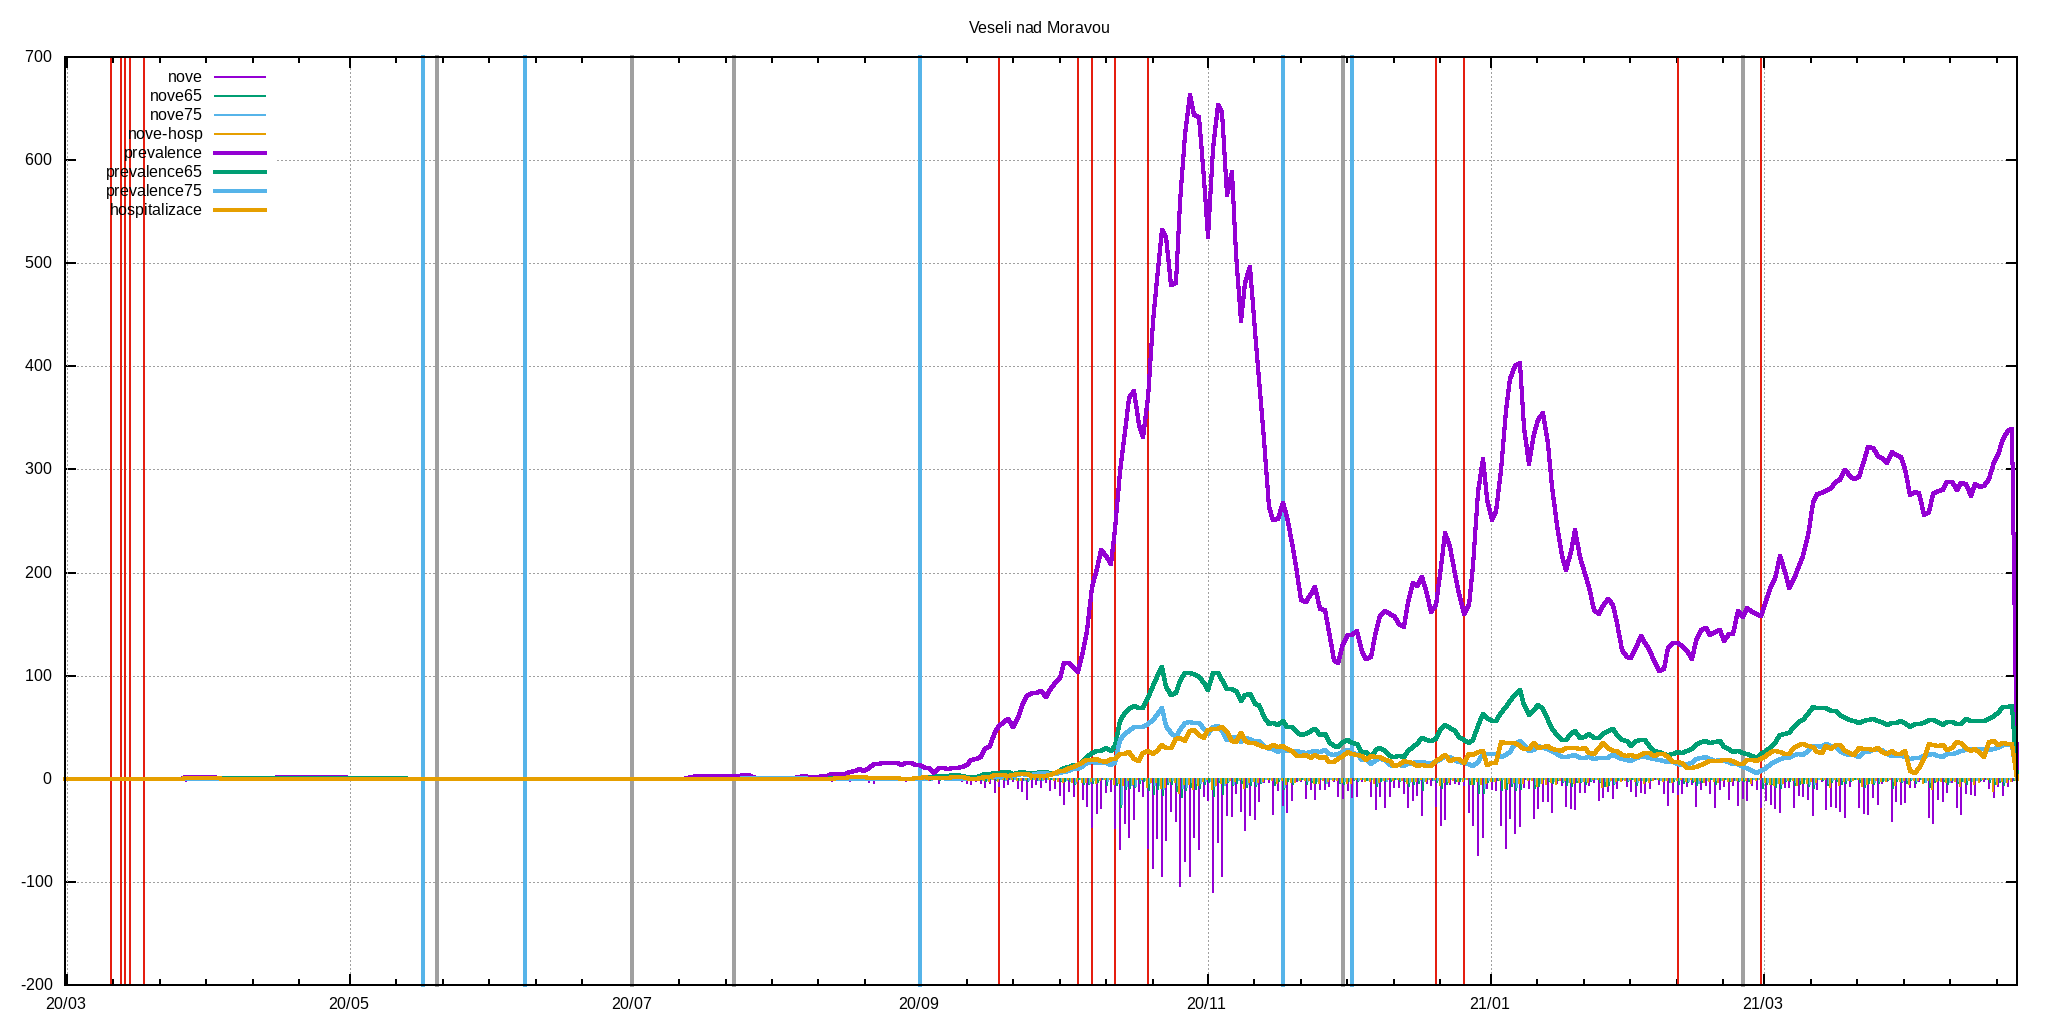 Veseli nad Moravou
700
600
500
400
300
200
100
0
-100
-200
nove
nove65
nove75
nove-hosp
prevalence
prevalence65
prevalence75
hospitalizace
20/03 20/05 20/07 20/09 20/11 21/01 21/03